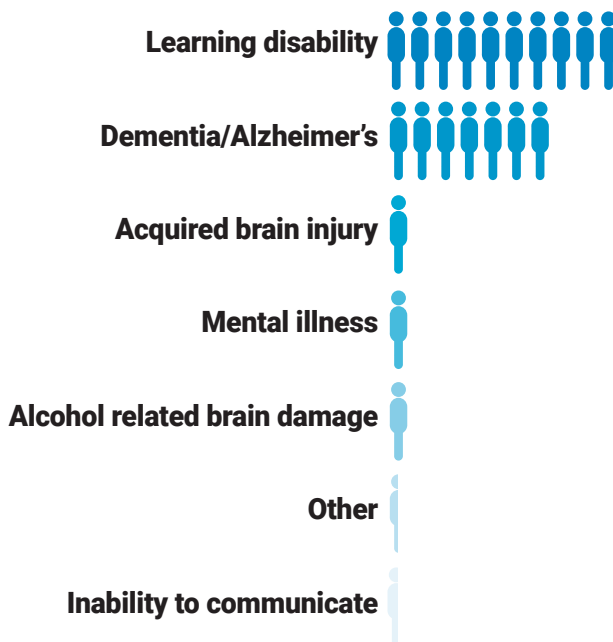 Learning disability
Dementia/Alzheimer’s
Acquired brain injury
Mental illness
Alcohol related brain damage
Other
Inability to communicate